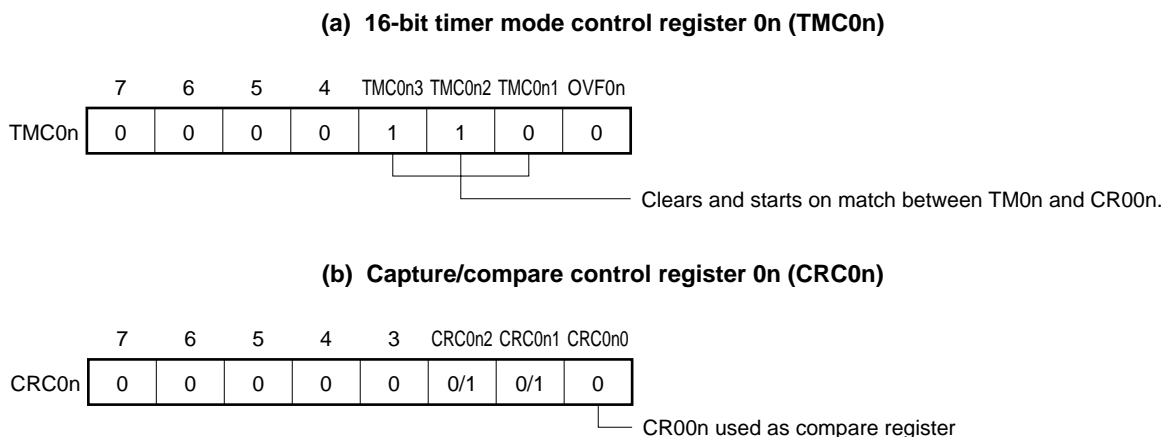 (a) 16-bit timer mode control register 0n (TMC0n)
7 6 5 4 TMC0n3 TMC0n2 TMC0n1 OVF0n
TMC0n 0 0 0 0 1 1 0 0
Clears and starts on match between TM0n and CR00n.
(b) Capture/compare control register 0n (CRC0n)
7 6 5 4 3 CRC0n2 CRC0n1 CRC0n0
CRC0n 0 0 0 0 0 0/1 0/1 0
CR00n used as compare register